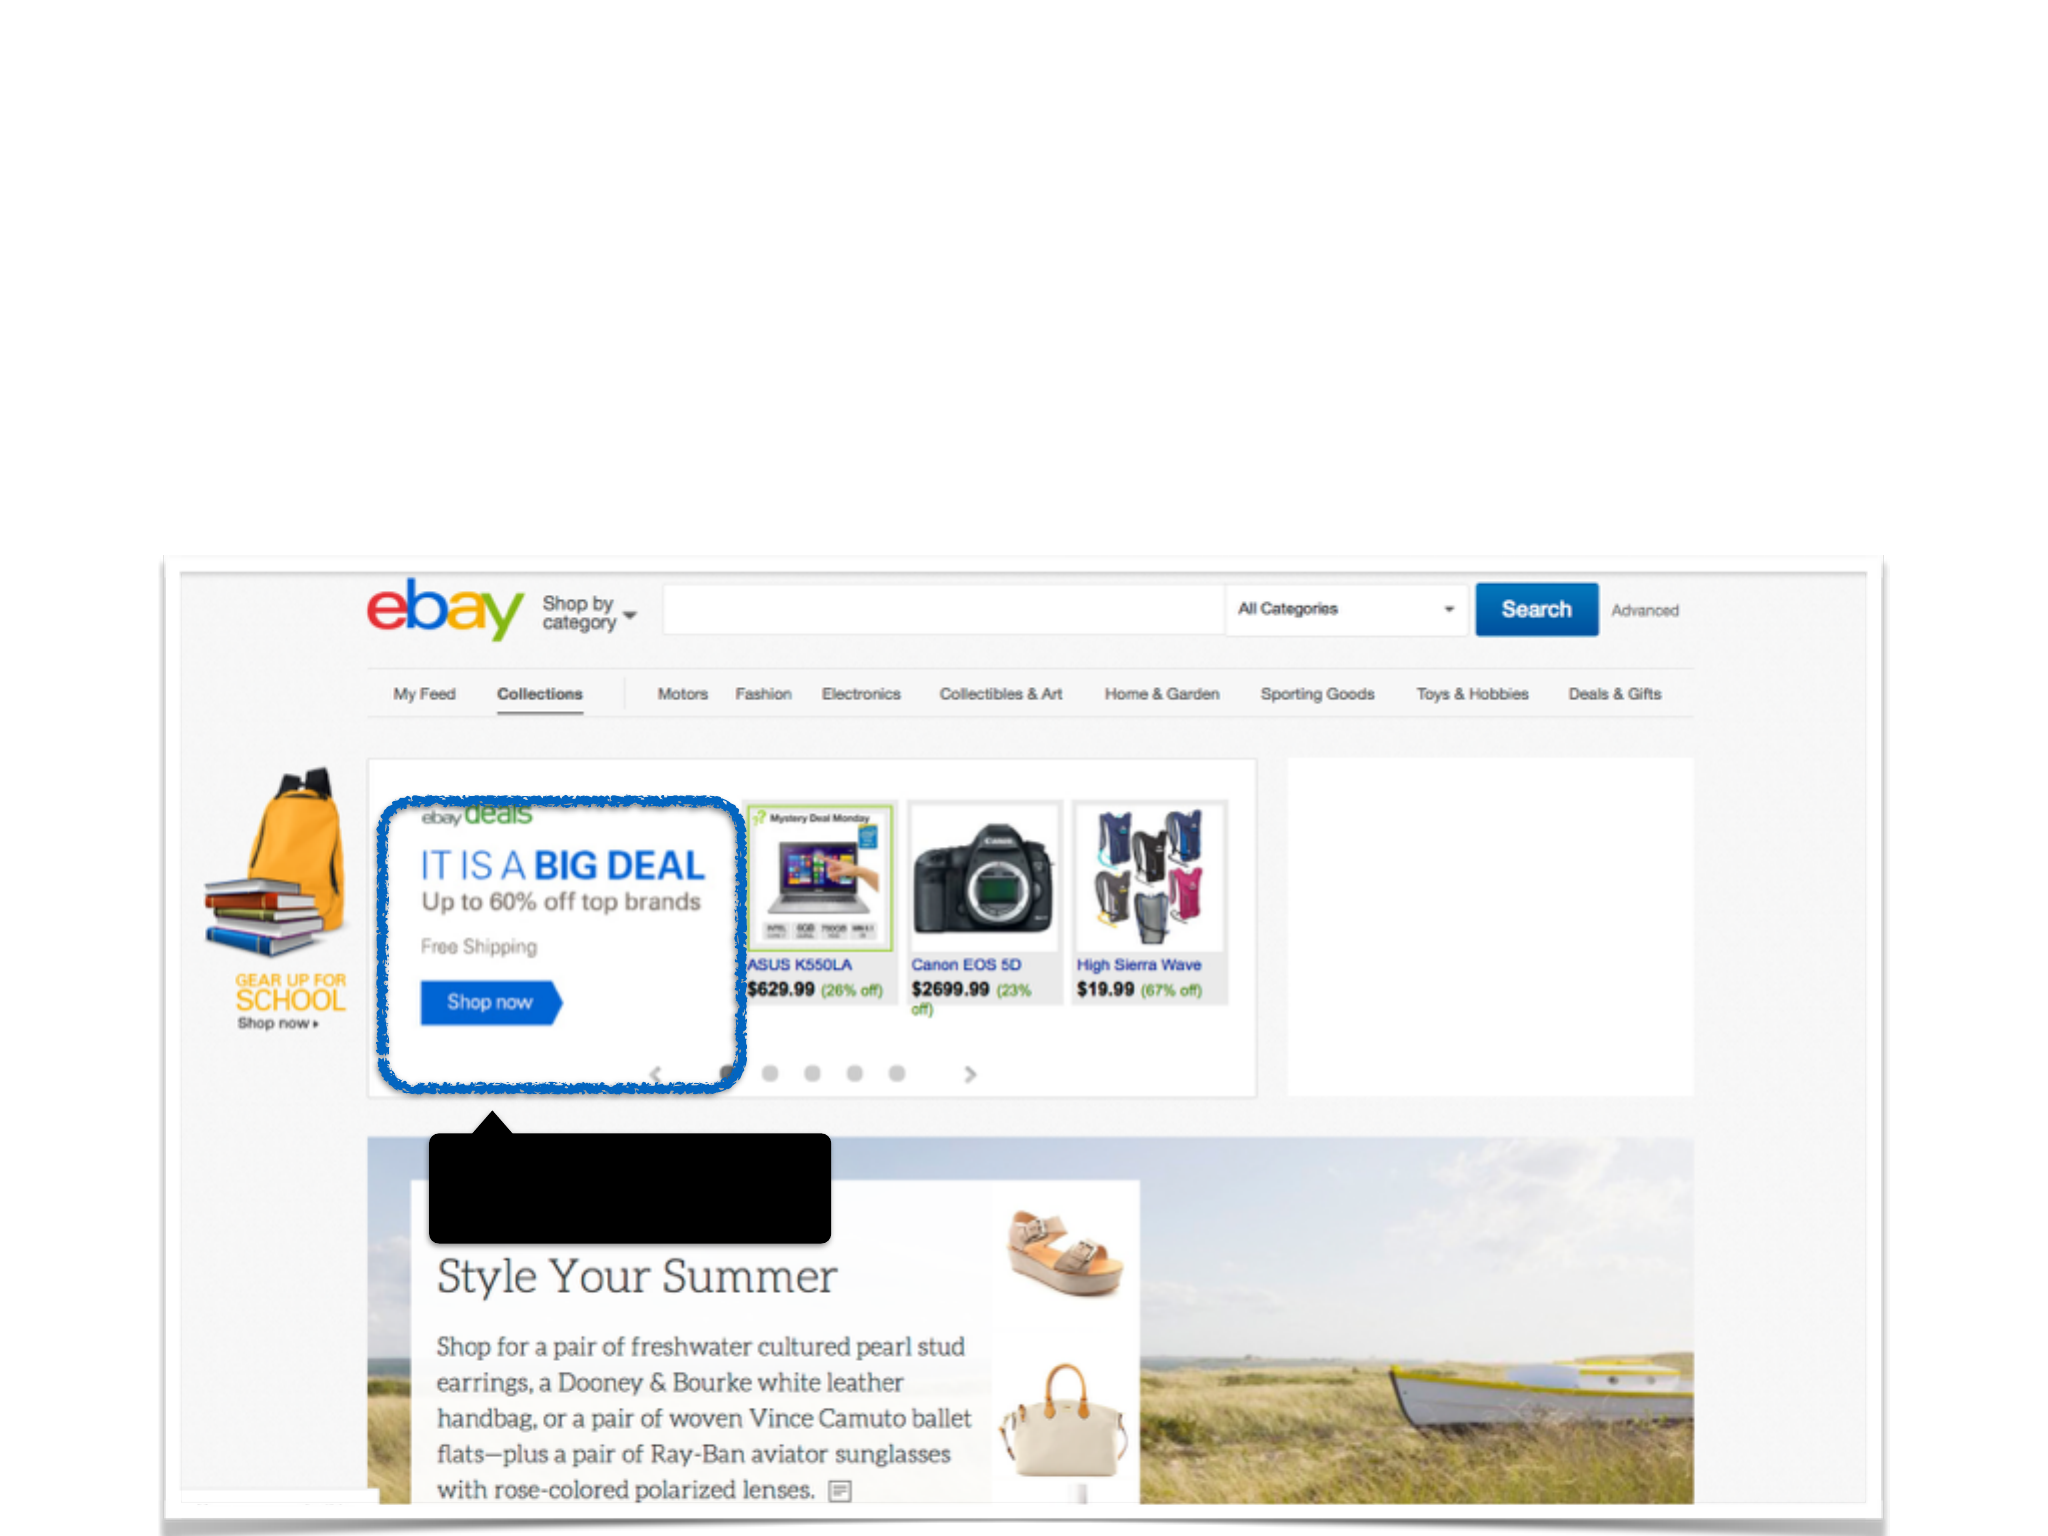 ebay
Shop by category
All Categories
Search
Advanced
My Feed
Collections
Motors
Fashion
Electronics
Collectibles & Art
Home & Garden
Sporting Goods
Toys & Hobbies
Deals & Gifts
GEAR UP FOR
SCHOOL
Shop now
ebay deals
IT IS A BIG DEAL
Up to 60% off top brands
Free Shipping
Shop now
Mystery Deal Monday
ASUS K550LA
$629.99 (26% off)
Canon
Canon EOS 5D
$2699.99 (23%
off)
High Sierra Wave
$19.99 (67% off)
Style Your Summer
Shop for a pair of freshwater cultured pearl stud
earrings, a Dooney & Bourke white leather
handbag, or a pair of woven Vince Camuto ballet
flats—plus a pair of Ray-Ban aviator sunglasses
with rose-colored polarized lenses.